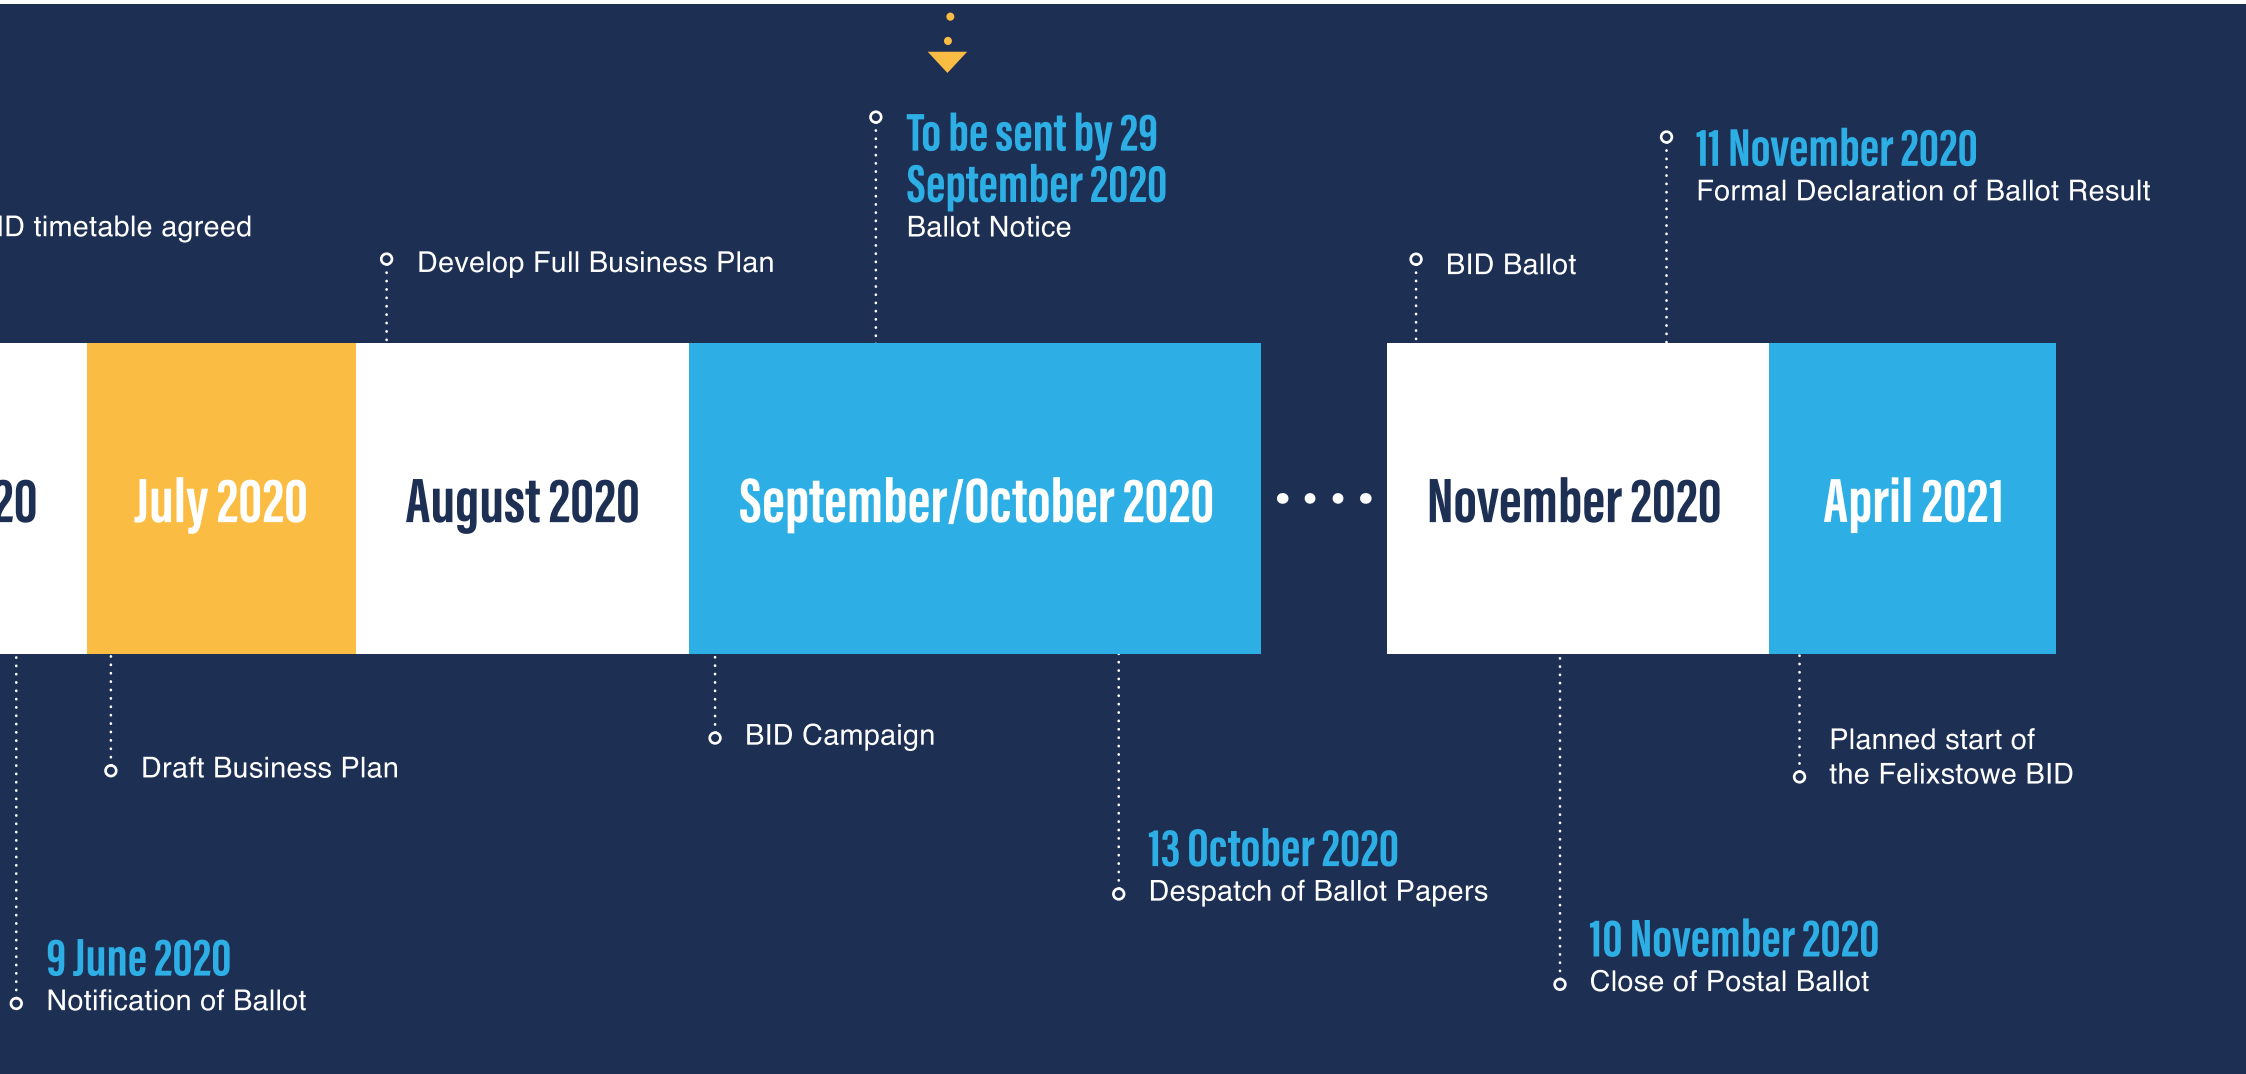 To be sent by 29
September 2020
Ballot Notice
11 November 2020
Formal Declaration of Ballot Result
ID timetable agreed
Develop Full Business Plan
BID Ballot
20
July 2020
August 2020
September/October 2020
November 2020
April 2021
BID Campaign
Draft Business Plan
Planned start of
the Felixstowe BID
13 October 2020
Despatch of Ballot Papers
10 November 2020
Close of Postal Ballot
9 June 2020
Notification of Ballot